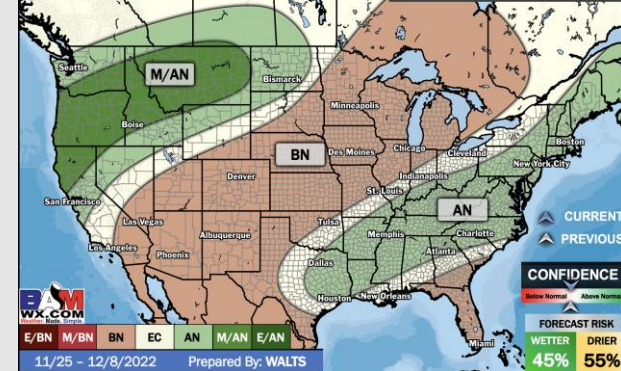 Seattle
M/AN
Bismarck
Boise
Minneapolis
BN
Des Moines
Chicago
Cleveland
Boston
New York City
Denver
Indianapolis
St. Louis
San Francisco
AN
CURRENT
Las Vegas
Tulsa
PREVIOUS
Los Angeles
Albuquerque
Memphis
Charlotte
Phoenix
Atlanta
Dallas
CONFIDENCE
Below Normal
Above Normal
Houston
New Orleans
BAM
WX.COM
Weather. Made. Simple.
FORECAST RISK
Miami
E/BN M/BN BN EC AN M/AN E/AN
WETTER DRIER
45% 55%
11/25 - 12/8/2022 Prepared By: WALTS